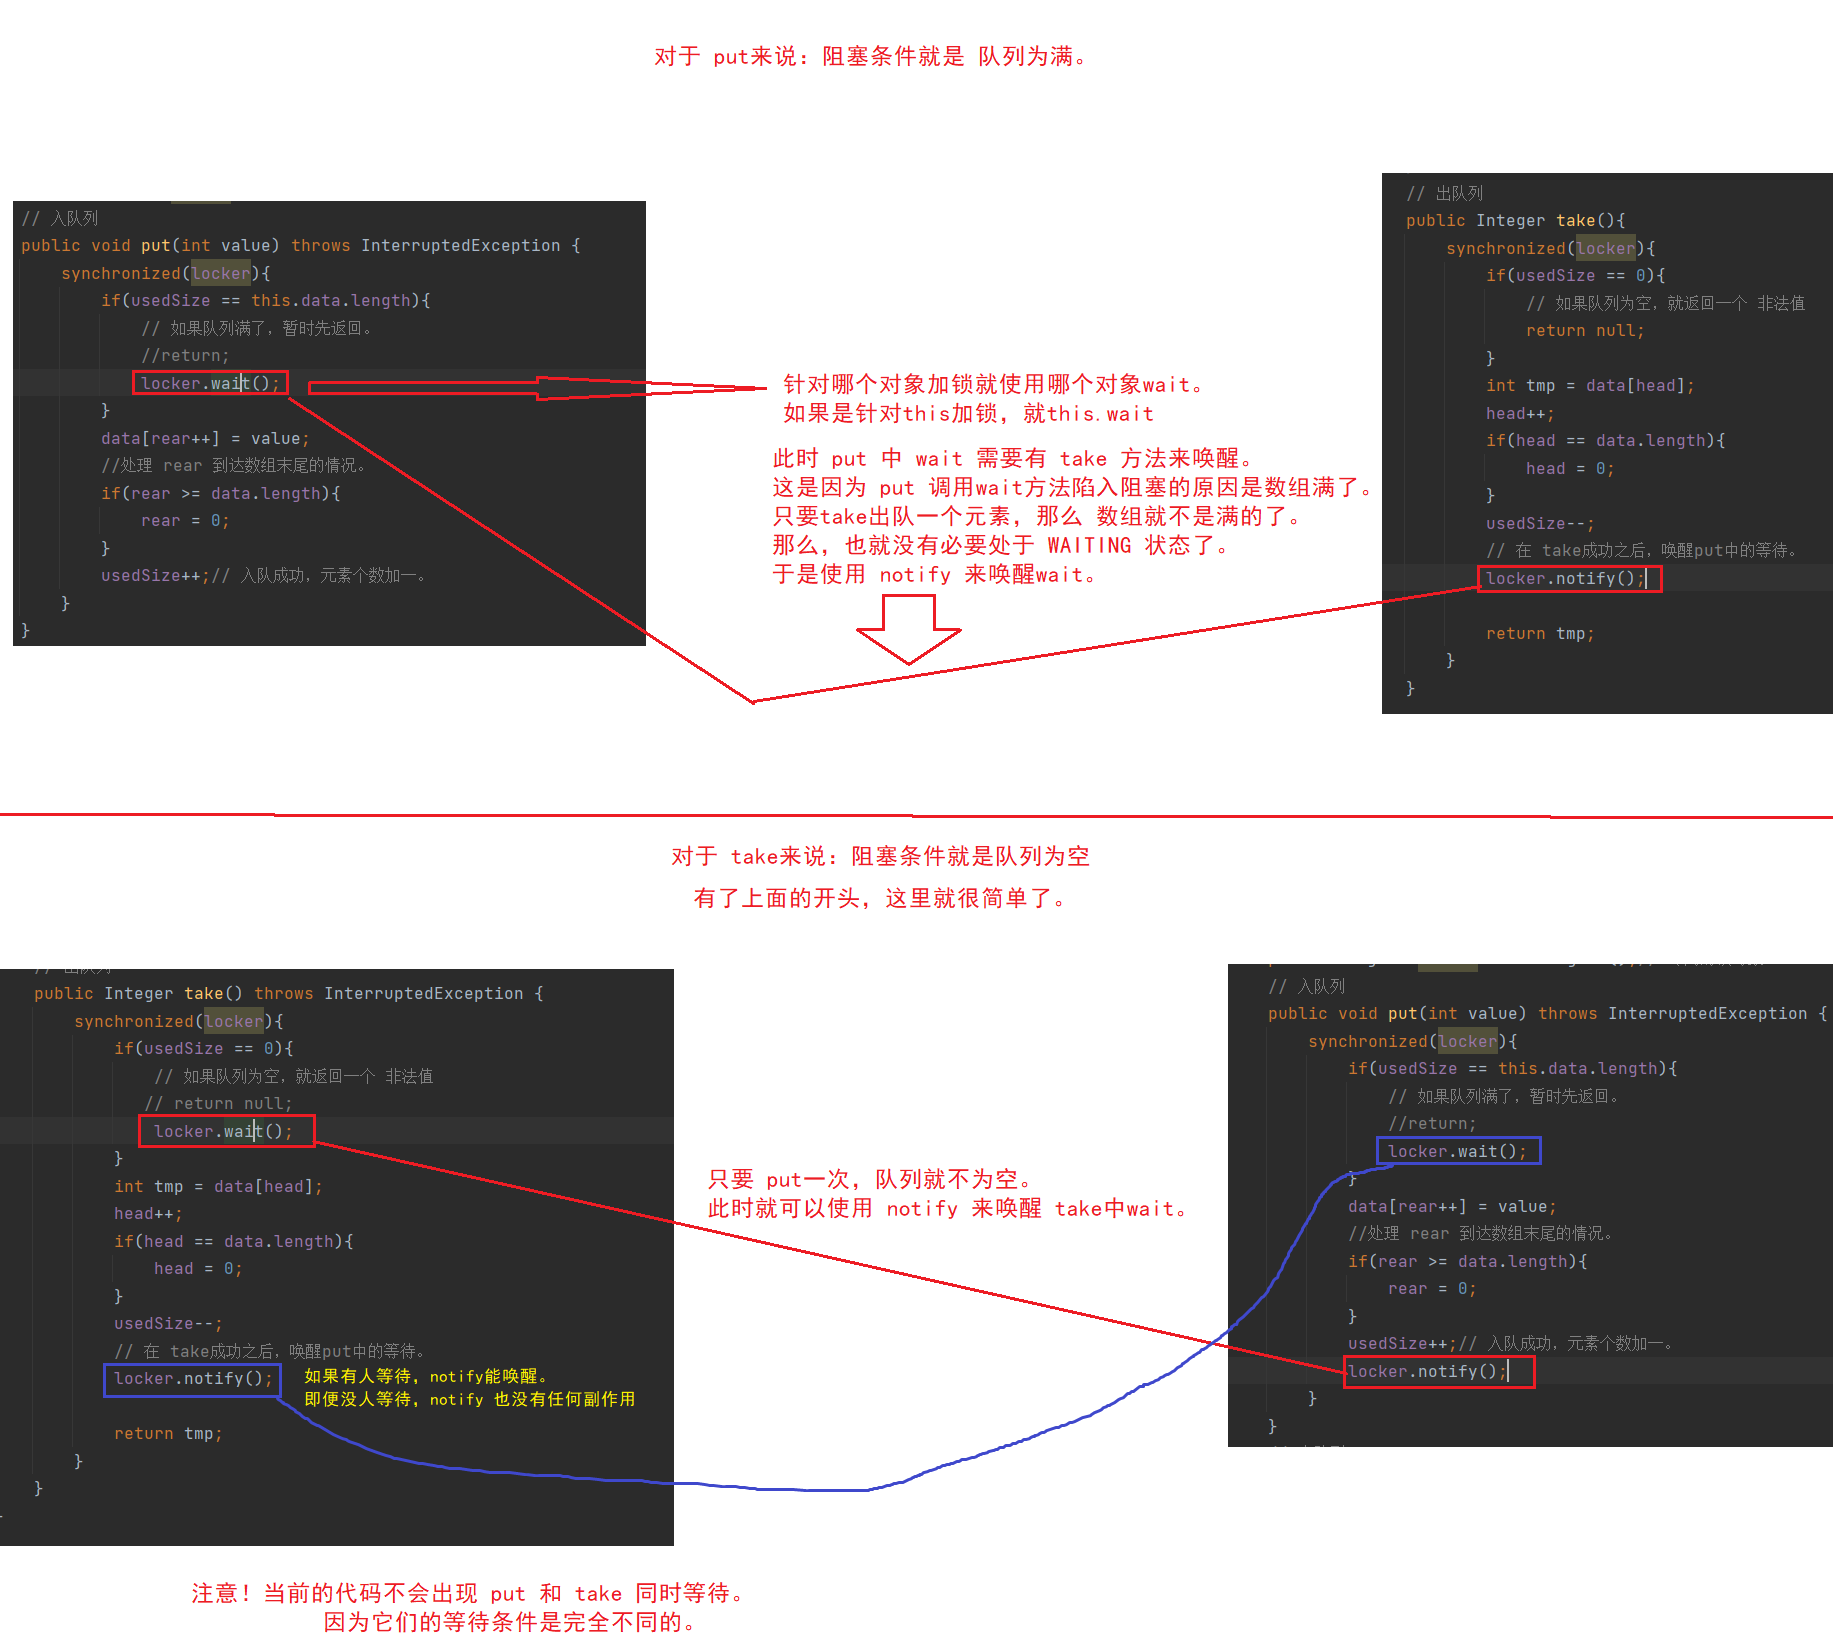 对于 put来说：阻塞条件就是 队列为满。
// 入队列
public void put(int value) throws InterruptedException {
synchronized(locker){
if(usedSize == this.data.length){
// 如果队列满了，暂时先返回。
//return;
locker.wait();
}
data[rear++] = value;
//处理 rear 到达数组末尾的情况。
if(rear >= data.length){
rear = 0;
}
usedSize++;// 入队成功，元素个数加一。
}
}
针对哪个对象加锁就使用哪个对象wait。
如果是针对this加锁，就this.wait
此时 put 中 wait 需要有 take 方法来唤醒。
这是因为 put 调用wait方法陷入阻塞的原因是数组满了。
只要take出队一个元素，那么 数组就不是满的了。
那么，也就没有必要处于 WAITING 状态了。
于是使用 notify 来唤醒wait。
// 出队列
public Integer take(){
synchronized(locker){
if(usedSize == 0){
// 如果队列为空，就返回一个 非法值
return null;
}
int tmp = data[head];
head++;
if(head == data.length){
head = 0;
}
usedSize--;
// 在 take成功之后，唤醒put中的等待。
locker.notify();
return tmp;
}
}
对于 take来说：阻塞条件就是队列为空
有了上面的开头，这里就很简单了。
public Integer take() throws InterruptedException {
synchronized(locker){
if(usedSize == 0){
// 如果队列为空，就返回一个 非法值
// return null;
locker.wait();
}
int tmp = data[head];
head++;
if(head == data.length){
head = 0;
}
usedSize--;
// 在 take成功之后，唤醒put中的等待。
locker.notify();
如果有人等待，notify能唤醒。
即便没人等待，notify 也没有任何副作用
return tmp;
}
}
只要 put一次，队列就不为空。
此时就可以使用 notify 来唤醒 take中wait。
// 入队列
public void put(int value) throws InterruptedException {
synchronized(locker){
if(usedSize == this.data.length){
// 如果队列满了，暂时先返回。
//return;
locker.wait();
}
data[rear++] = value;
//处理 rear 到达数组末尾的情况。
if(rear >= data.length){
rear = 0;
}
usedSize++;// 入队成功，元素个数加一。
locker.notify();
}
}
注意！当前的代码不会出现 put 和 take 同时等待。
因为它们的等待条件是完全不同的。